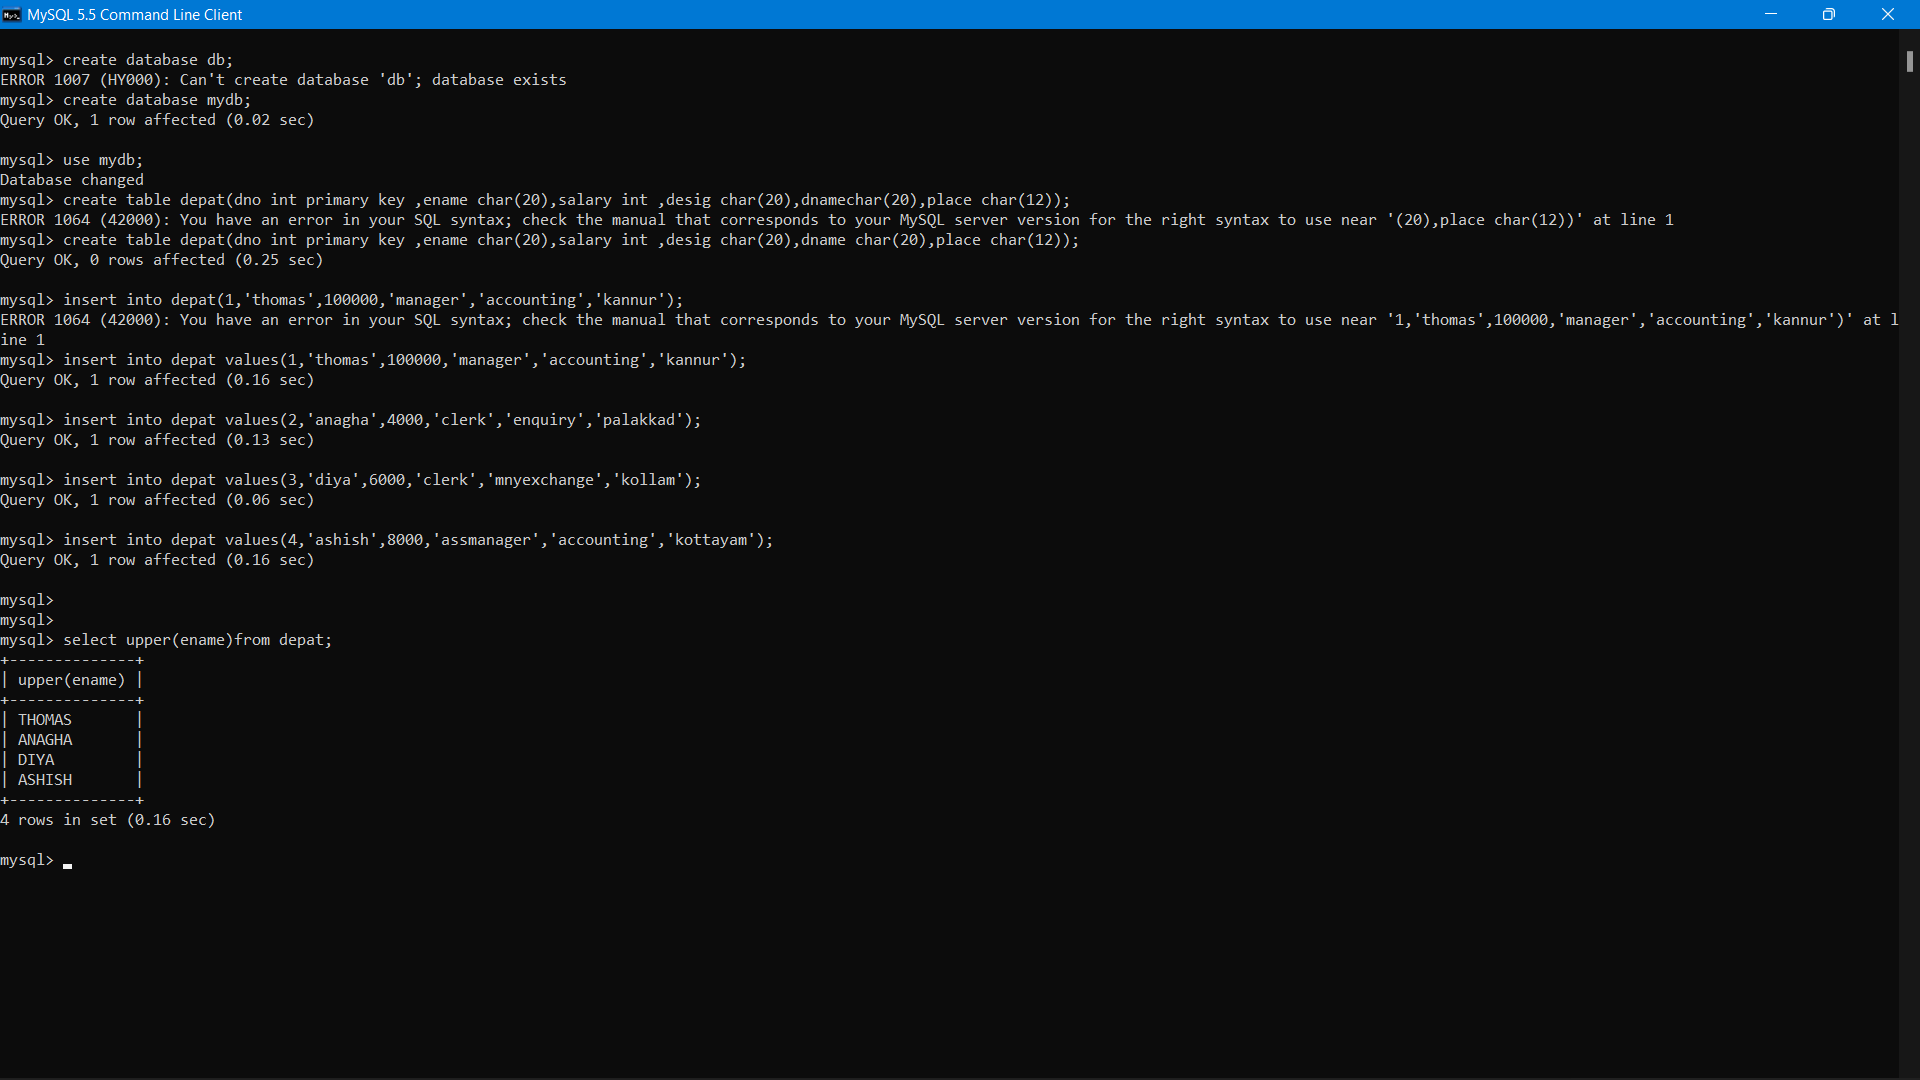 MySQL 5.5 Command Line Client
mysql> create database db;
ERROR 1007 (HY000): Can't create database 'db'; database exists
mysql> create database mydb;
Query OK, 1 row affected (0.02 sec)
mysql> use mydb;
Database changed
mysql> create table depat(dno int primary key ,ename char(20),salary int ,desig char(20),dnamechar(20),place char(12));
ERROR 1064 (42000): You have an error in your SQL syntax; check the manual that corresponds to your MySQL server version for the right syntax to use near '(20),place char(12))' at line 1
mysql> create table depat(dno int primary key ,ename char(20),salary int ,desig char(20),dname char(20),place char(12));
Query OK, 0 rows affected (0.25 sec)
mysql> insert into depat(1,'thomas',100000,'manager','accounting','kannur');
ERROR 1064 (42000): You have an error in your SQL syntax; check the manual that corresponds to your MySQL server version for the right syntax to use near '1,'thomas',100000,'manager','accounting','kannur')' at l
ine 1
mysql> insert into depat values(1,'thomas',100000,'manager','accounting','kannur');
Query OK, 1 row affected (0.16 sec)
mysql> insert into depat values(2,'anagha',4000,'clerk','enquiry','palakkad');
Query OK, 1 row affected (0.13 sec)
mysql> insert into depat values(3,'diya',6000,'clerk','mnyexchange','kollam');
Query OK, 1 row affected (0.06 sec)
mysql> insert into depat values(4,'ashish',8000,'assmanager','accounting','kottayam');
Query OK, 1 row affected (0.16 sec)
mysql>
mysql>
mysql> select upper(ename)from depat;
+--------------+
| upper(ename) |
+--------------+
| THOMAS       |
| ANAGHA       |
| DIYA         |
| ASHISH       |
+--------------+
4 rows in set (0.16 sec)
mysql>